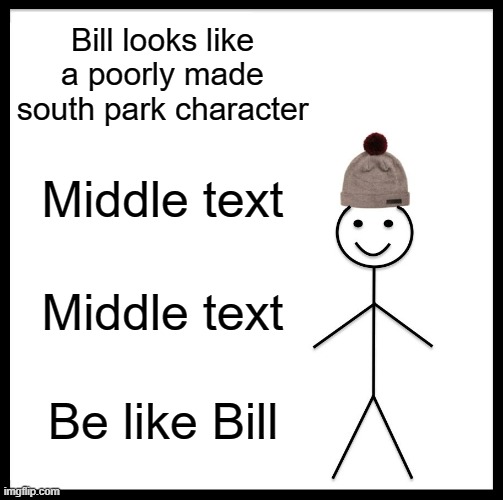 Bill looks like
a poorly made
south park character
Middle text
Middle text
Be like Bill
imgflip.com